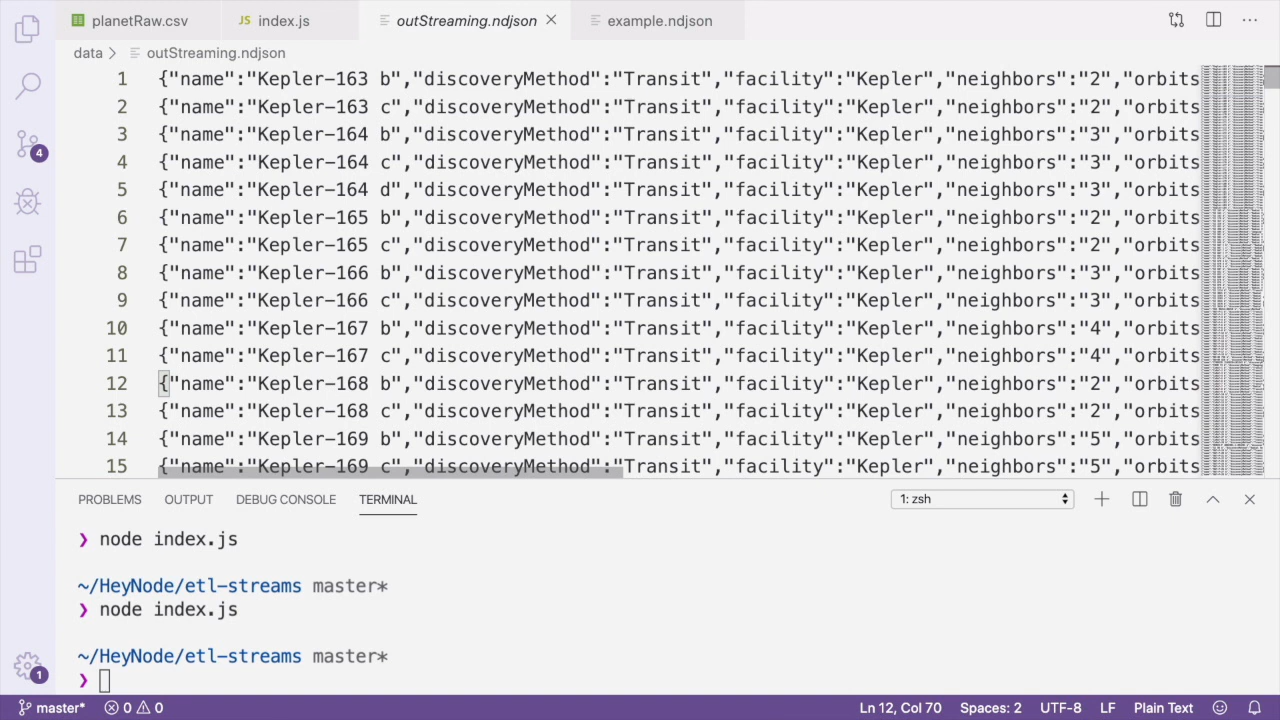 planetRaw.csv
JS index.js
outStreaming.ndjson
example.ndjson
data > outStreaming.ndjson
1 {"name":"Kepler-163 b","discoveryMethod":"Transit","facility":"Kepler","neighbors":"2","orbits
2 {"name":"Kepler-163 c","discoveryMethod":"Transit","facility":"Kepler","neighbors":"2","orbits
3 {"name":"Kepler-164 b","discoveryMethod":"Transit","facility":"Kepler","neighbors":"3","orbits
4 {"name":"Kepler-164 c","discoveryMethod":"Transit","facility":"Kepler","neighbors":"3","orbits
5 {"name":"Kepler-164 d","discoveryMethod":"Transit","facility":"Kepler","neighbors":"3","orbits
6 {"name":"Kepler-165 b","discoveryMethod":"Transit","facility":"Kepler","neighbors":"2","orbits
7 {"name":"Kepler-165 c","discoveryMethod":"Transit","facility":"Kepler","neighbors":"2","orbits
8 {"name":"Kepler-166 b","discoveryMethod":"Transit","facility":"Kepler","neighbors":"3","orbits
9 {"name":"Kepler-166 c","discoveryMethod":"Transit","facility":"Kepler","neighbors":"3","orbits
10 {"name":"Kepler-167 b","discoveryMethod":"Transit","facility":"Kepler","neighbors":"4","orbits
11 {"name":"Kepler-167 c","discoveryMethod":"Transit","facility":"Kepler","neighbors":"4","orbits
12 {"name":"Kepler-168 b","discoveryMethod":"Transit","facility":"Kepler","neighbors":"2","orbits
13 {"name":"Kepler-168 c","discoveryMethod":"Transit","facility":"Kepler","neighbors":"2","orbits
14 {"name":"Kepler-169 b","discoveryMethod":"Transit","facility":"Kepler","neighbors":"5","orbits
15 {"name":"Kepler-169 c","discoveryMethod":"Transit","facility":"Kepler","neighbors":"5","orbits
4
1
PROBLEMS OUTPUT DEBUG CONSOLE TERMINAL 1: zsh
❯ node index.js
~/HeyNode/etl-streams master*
❯ node index.js
~/HeyNode/etl-streams master*
❯
master* 0 0 Ln 12, Col 70 Spaces: 2 UTF-8 LF Plain Text